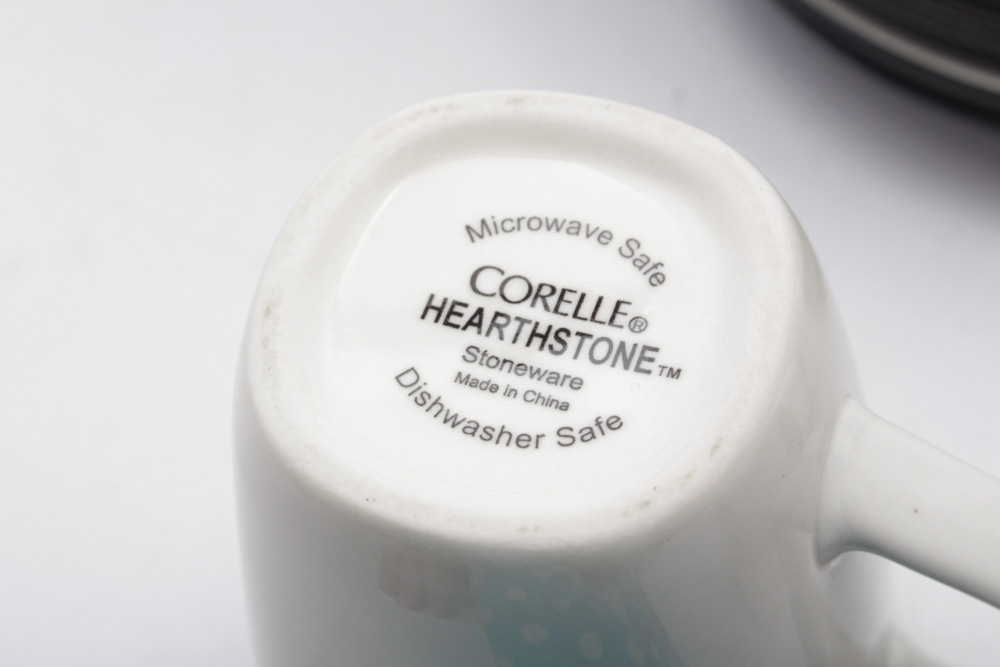 Microwave Safe
CORELLE®
HEARTHSTONE™
Stoneware
Made in China
Dishwasher Safe